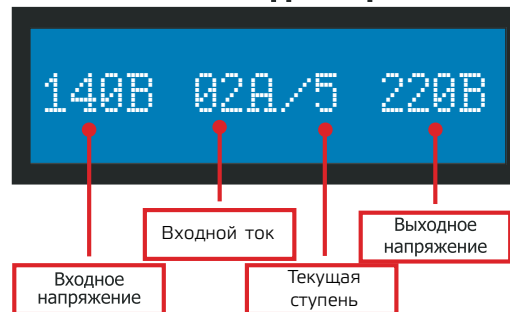 140В 02А/5 220В
Входной ток
Выходное
напряжение
Входное
напряжение
Текущая
ступень